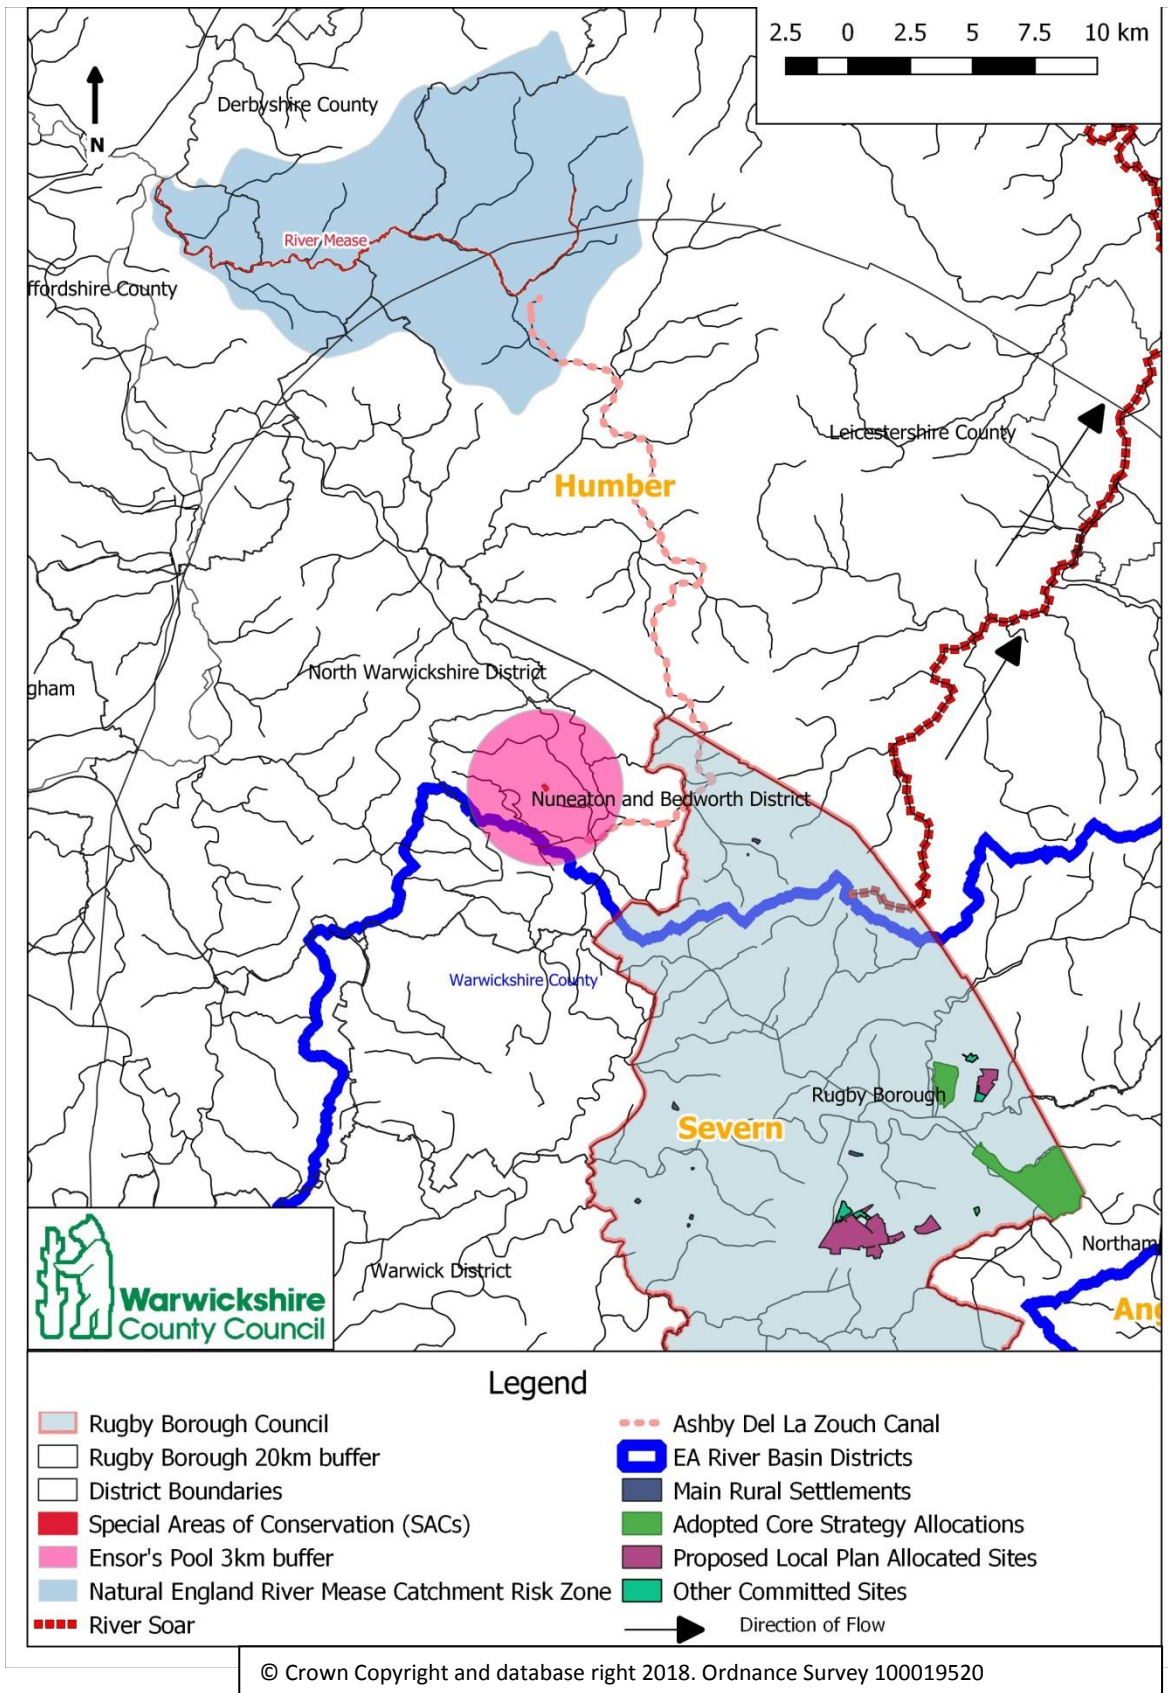 2.5 0 2.5 5 7.5 10 km
Derbyshire County
N
River Mease
ffordshire County
Leicestershire County
Humber
North Warwickshire District
gham
Nuneaton and Bedworth District
Warwickshire County
Rugby Borough
Severn
Northam
Warwick District
Ang
Warwickshire
County Council
Legend
Rugby Borough Council
Rugby Borough 20km buffer
District Boundaries
Special Areas of Conservation (SACs)
Ensor's Pool 3km buffer
Natural England River Mease Catchment Risk Zone
River Soar
Ashby Del La Zouch Canal
EA River Basin Districts
Main Rural Settlements
Adopted Core Strategy Allocations
Proposed Local Plan Allocated Sites
Other Committed Sites
Direction of Flow
© Crown Copyright and database right 2018. Ordnance Survey 100019520